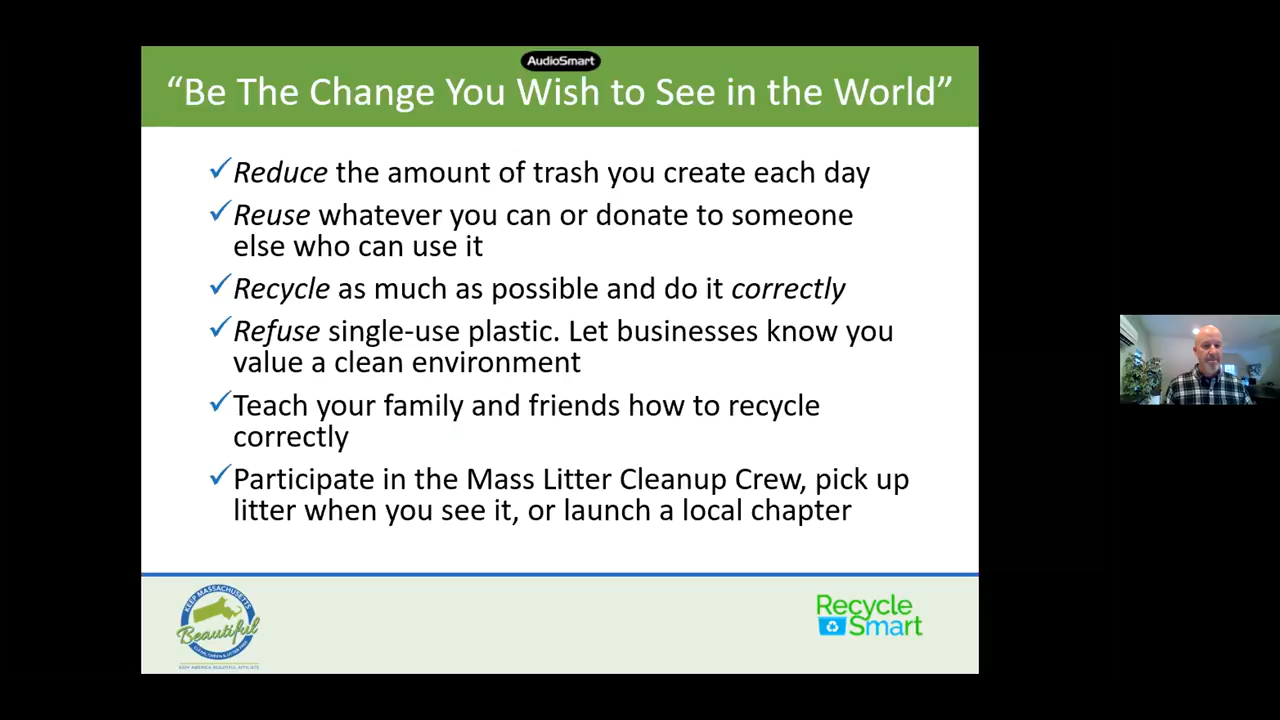 AudioSmart
“Be The Change You Wish to See in the World”
Reduce the amount of trash you create each day
Reuse whatever you can or donate to someone
else who can use it
Recycle as much as possible and do it correctly
Refuse single-use plastic. Let businesses know you
value a clean environment
Teach your family and friends how to recycle
correctly
Participate in the Mass Litter Cleanup Crew, pick up
litter when you see it, or launch a local chapter
KEEP MASSACHUSETTS
Beautiful
KEEP AMERICA BEAUTIFUL AFFILIATE
Recycle
Smart